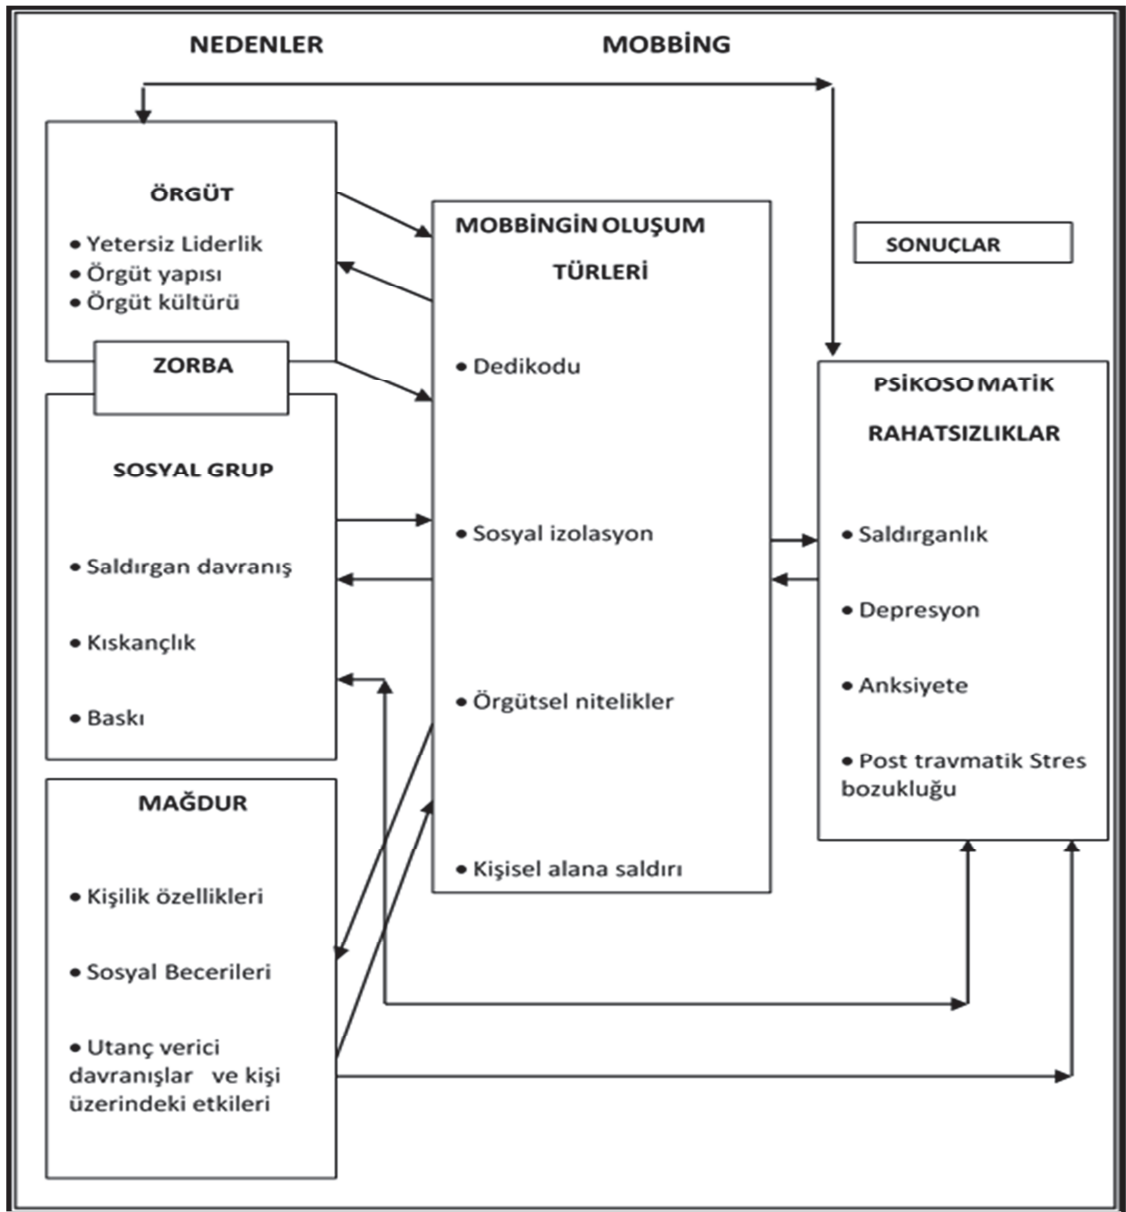 NEDENLER
MOBBİNG
ÖRGÜT
• Yetersiz Liderlik
• Örgüt yapısı
• Örgüt kültürü
ZORBA
SOSYAL GRUP
• Saldırgan davranış
• Kıskançlık
• Baskı
MAĞDUR
• Kişilik özellikleri
• Sosyal Becerileri
• Utanç verici
davranışlar ve kişi
üzerindeki etkileri
MOBBİNGİN OLUŞUM
TÜRLERİ
• Dedikodu
• Sosyal izolasyon
• Örgütsel nitelikler
• Kişisel alana saldırı
SONUÇLAR
PSİKOSOMATİK
RAHATSIZLIKLAR
• Saldırganlık
• Depresyon
• Anksiyete
• Post travmatik Stres
bozukluğu